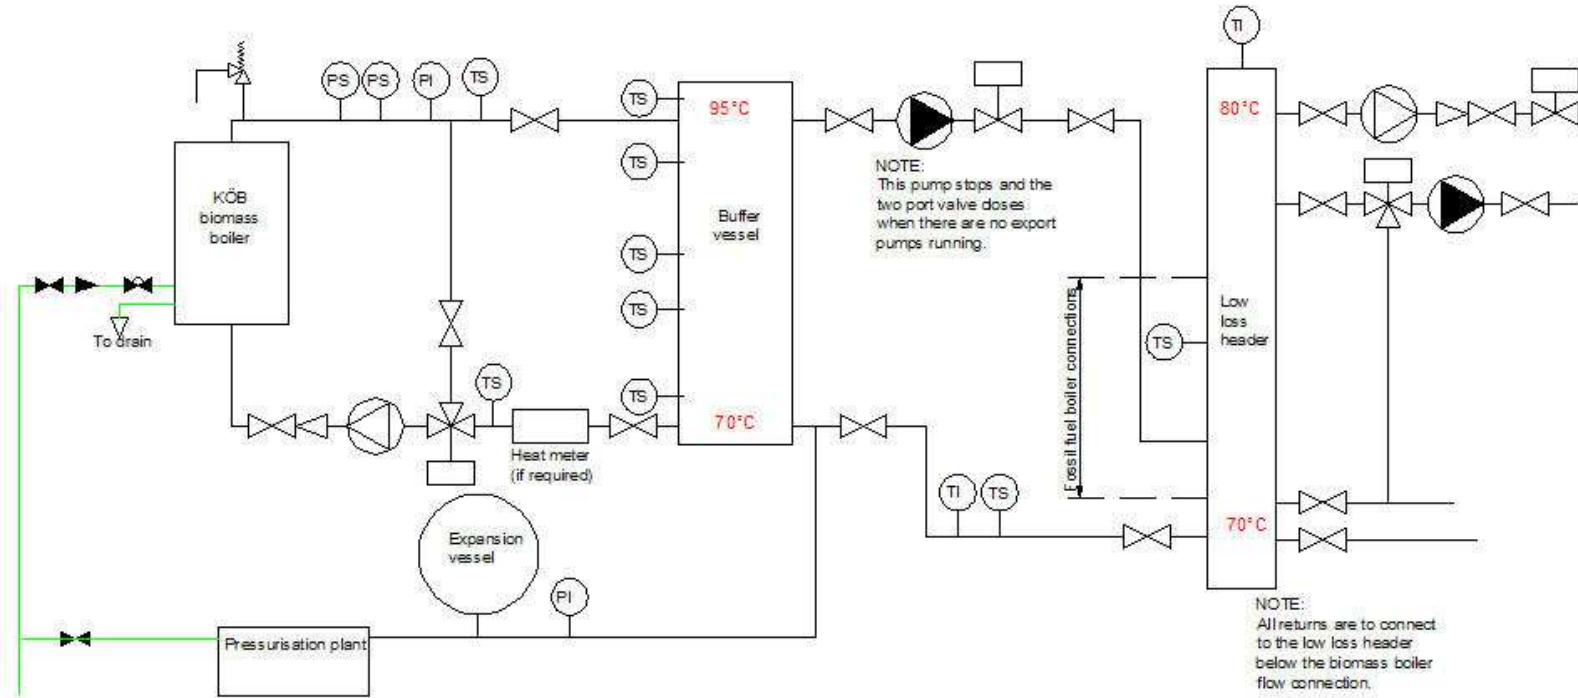 TI
PS
PS
PI
TS
TS
95°C
80°C
KÖB
biomass
boiler
TS
NOTE:
This pump stops and the
two port valve closes
when there are no export
pumps running.
Buffer
vessel
TS
TS
Low
loss
header
To drain
TS
Fossil fuel boiler connections
TS
TS
70°C
Heat meter
(if required)
TI
TS
70°C
Expansion
vessel
PI
Pressurisation plant
NOTE:
All returns are to connect
to the low loss header
below the biomass boiler
flow connection.